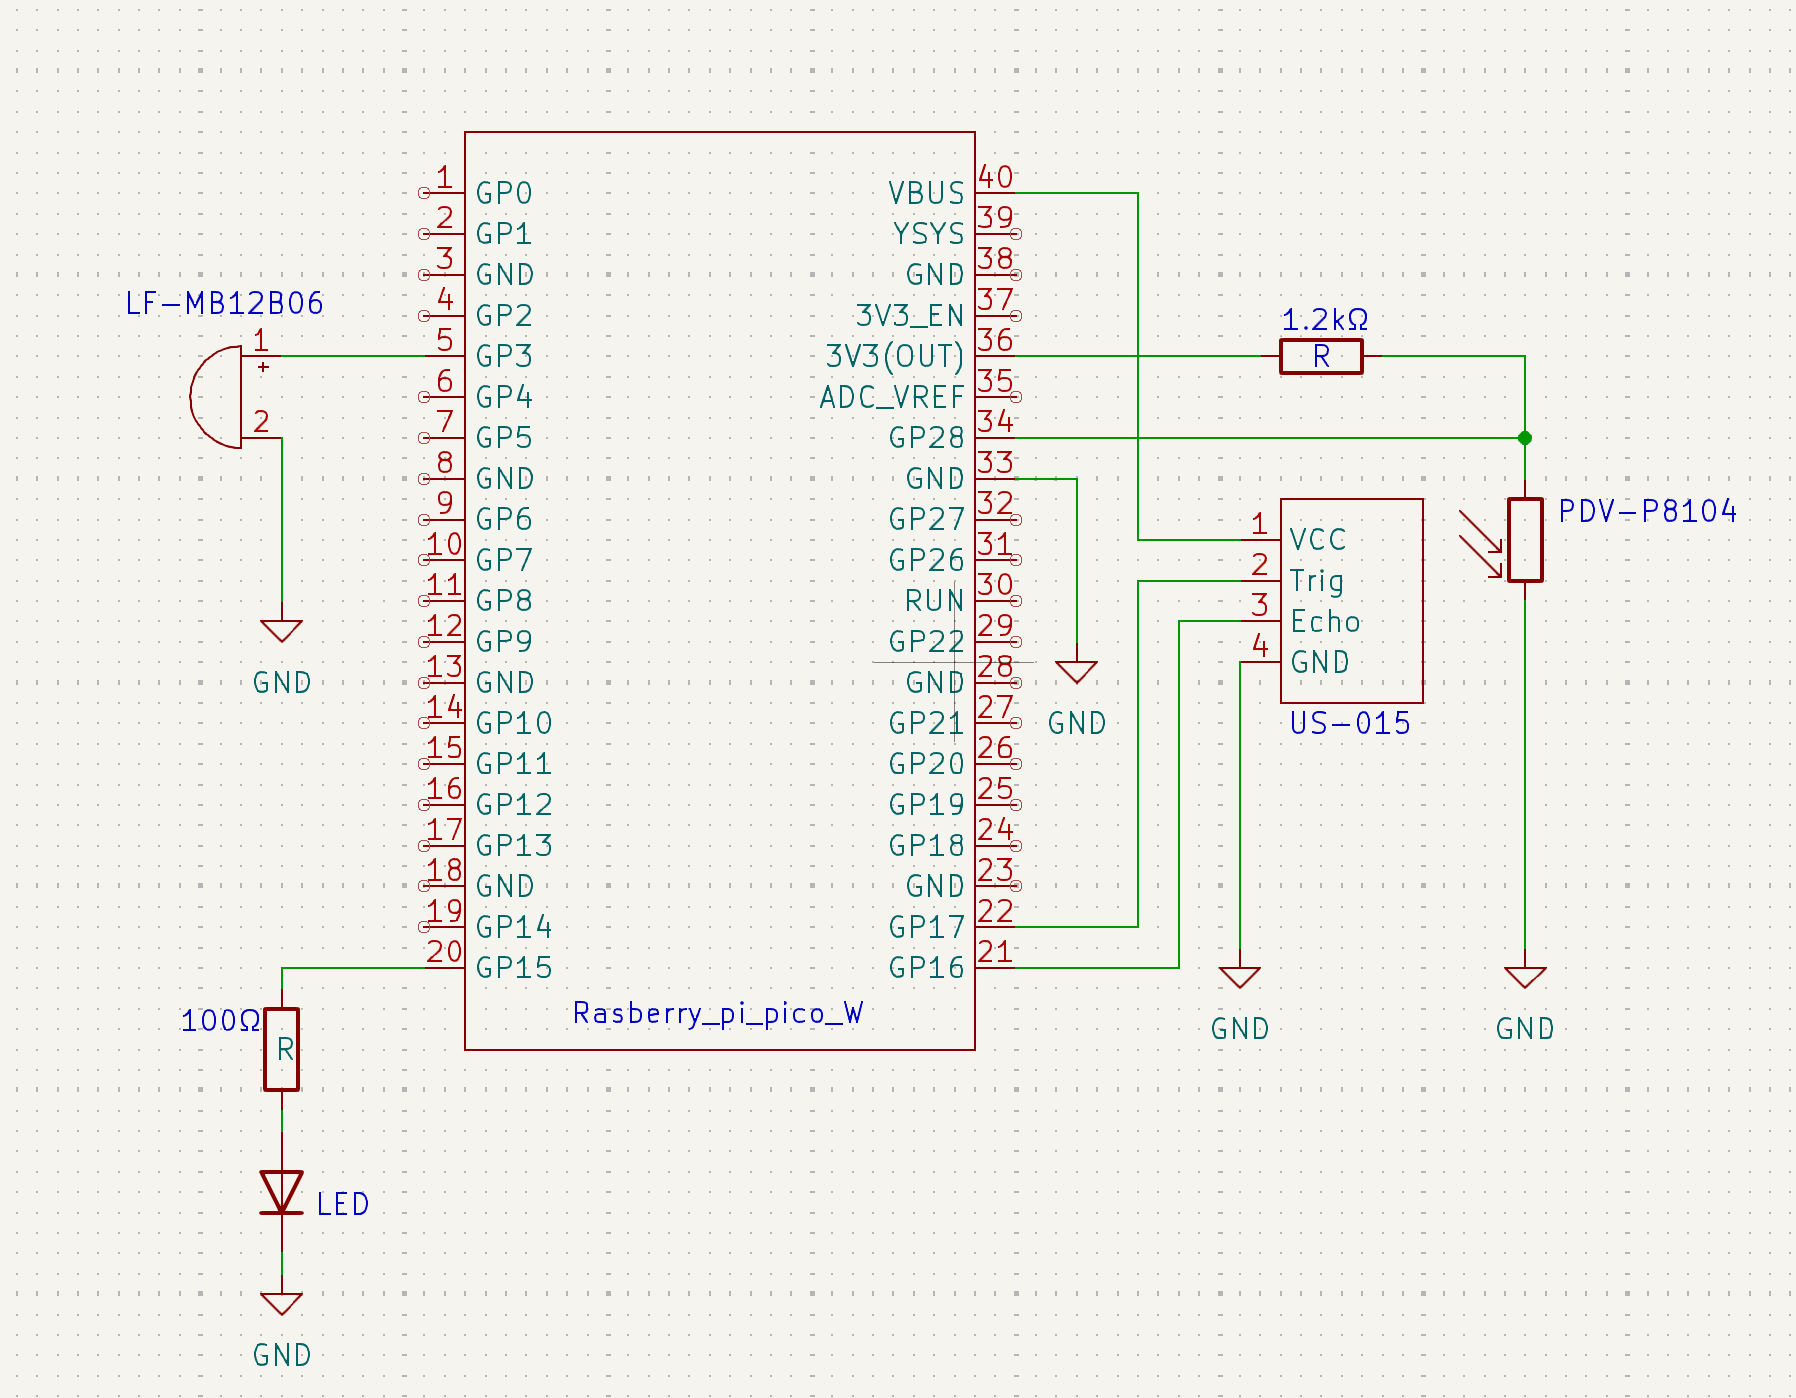 LF-MB12B06
1
+
2
GND
1 GP0
2 GP1
3 GND
4 GP2
5 GP3
6 GP4
7 GP5
8 GND
9 GP6
10 GP7
11 GP8
12 GP9
13 GND
14 GP10
15 GP11
16 GP12
17 GP13
18 GND
19 GP14
20 GP15
VBUS 40
YSYS 39
GND 38
3V3_EN 37
3V3(OUT) 36
ADC_VREF 35
GP28 34
GND 33
GP27 32
GP26 31
RUN 30
GP22 29
GND 28
GP21 27
GP20 26
GP19 25
GP18 24
GND 23
GP17 22
GP16 21
Rasberry_pi_pico_W
GND
1.2kΩ
R
1 VCC
2 Trig
3 Echo
4 GND
US-015
PDV-P8104
GND
GND
100Ω
R
LED
GND